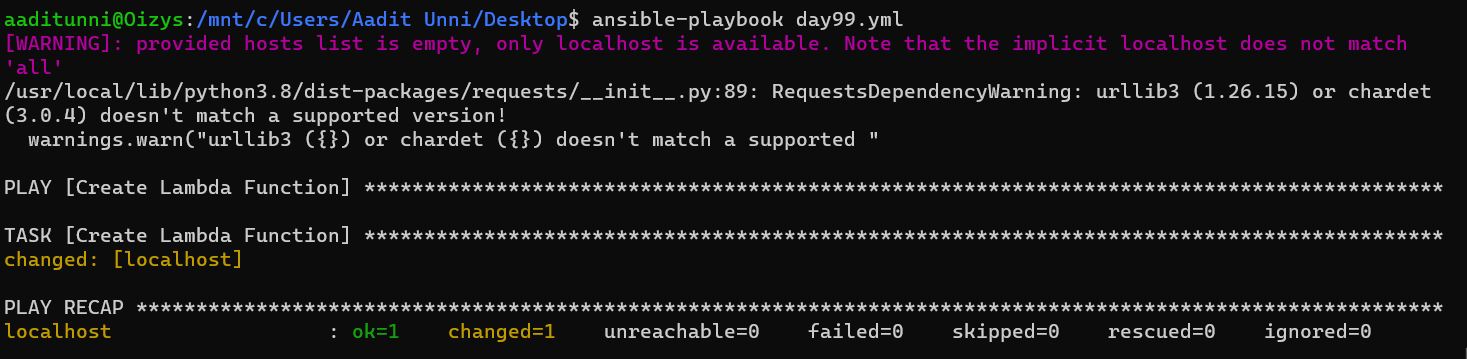 aaditunni@Oizys:/mnt/c/Users/Aadit Unni/Desktop$ ansible-playbook day99.yml
[WARNING]: provided hosts list is empty, only localhost is available. Note that the implicit localhost does not match
'all'
/usr/local/lib/python3.8/dist-packages/requests/__init__.py:89: RequestsDependencyWarning: urllib3 (1.26.15) or chardet
(3.0.4) doesn't match a supported version!
  warnings.warn("urllib3 ({}) or chardet ({}) doesn't match a supported "
PLAY [Create Lambda Function] ******************************************************************************************
TASK [Create Lambda Function] ******************************************************************************************
changed: [localhost]
PLAY RECAP *************************************************************************************************************
localhost                  : ok=1    changed=1    unreachable=0    failed=0    skipped=0    rescued=0    ignored=0